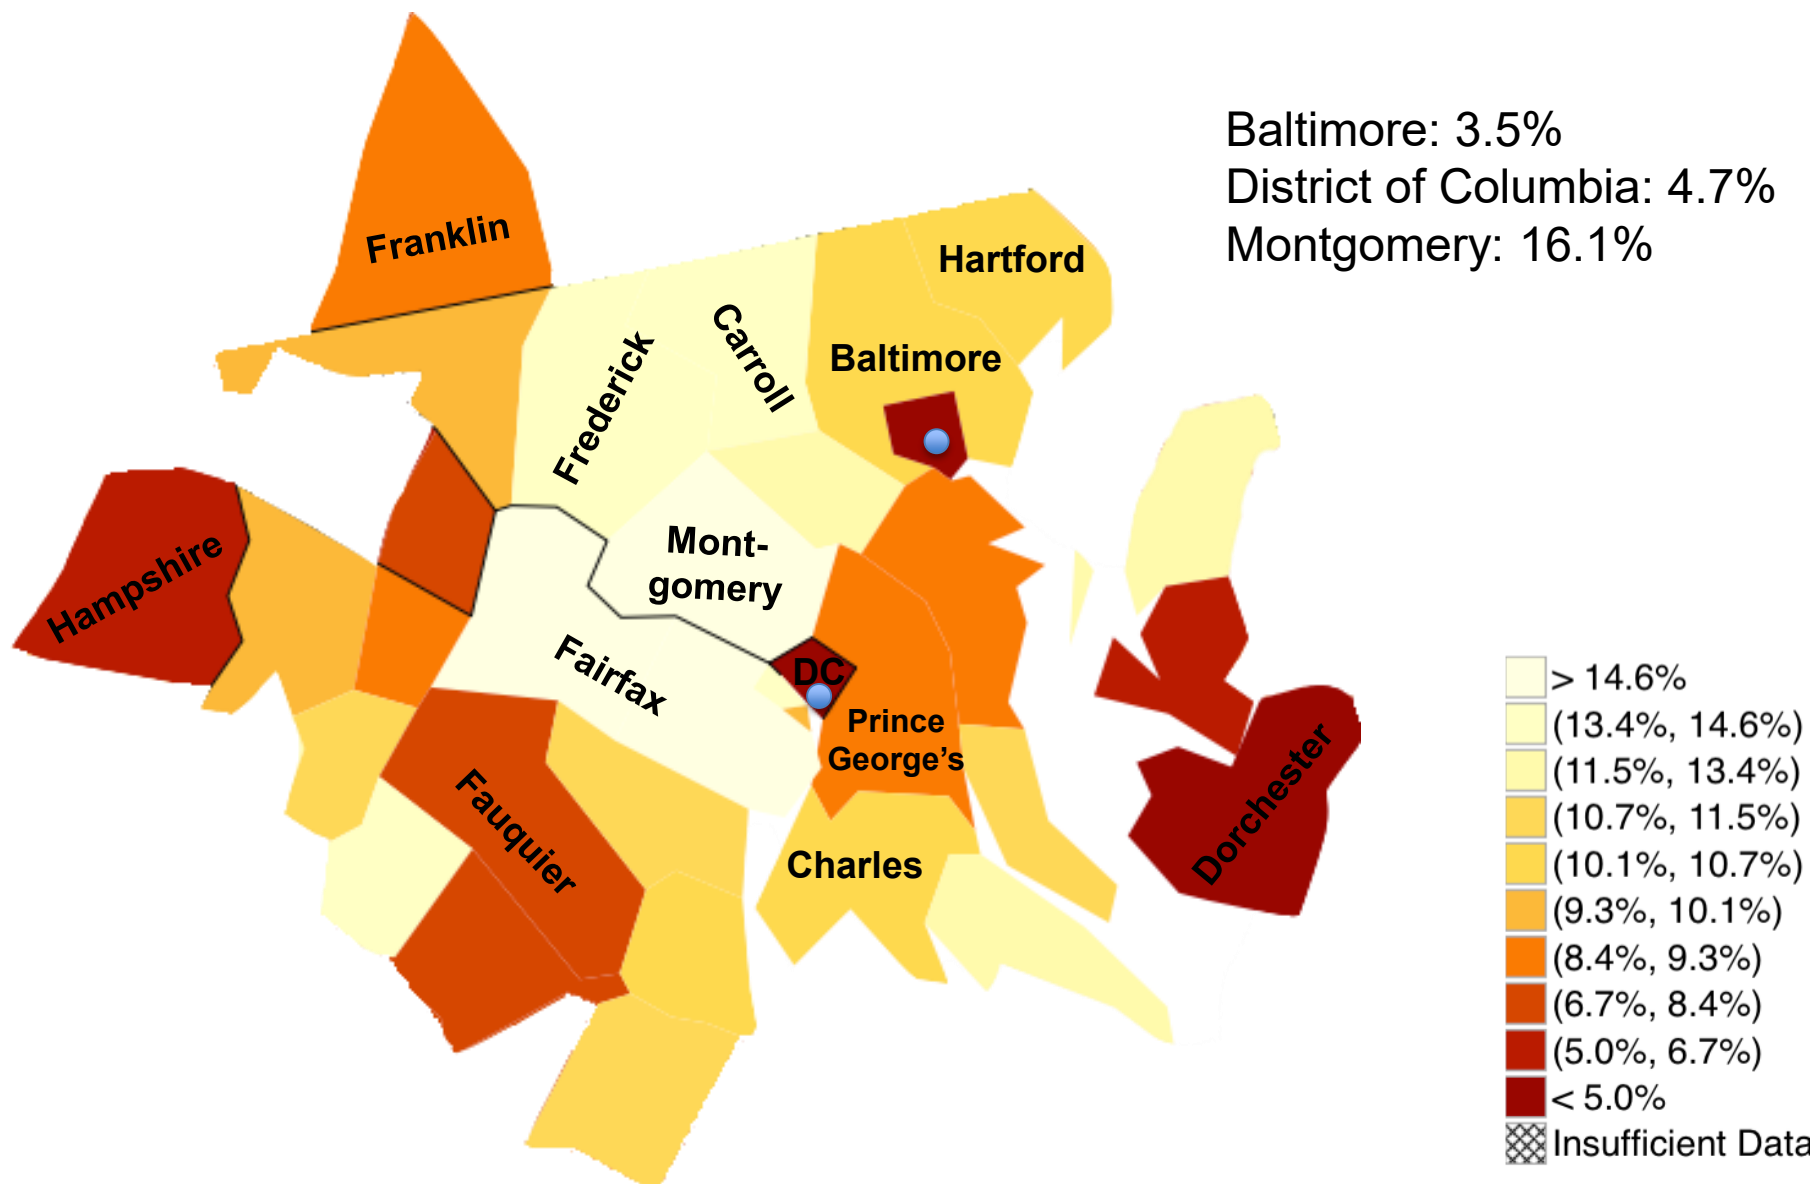 Baltimore: 3.5%
District of Columbia: 4.7%
Montgomery: 16.1%
Franklin
Hartford
Carroll
Baltimore
Frederick
Mont-
gomery
Hampshire
Fairfax
DC
Prince
George's
Fauquier
Charles
Dorchester
> 14.6%
(13.4%, 14.6%)
(11.5%, 13.4%)
(10.7%, 11.5%)
(10.1%, 10.7%)
(9.3%, 10.1%)
(8.4%, 9.3%)
(6.7%, 8.4%)
(5.0%, 6.7%)
< 5.0%
Insufficient Data